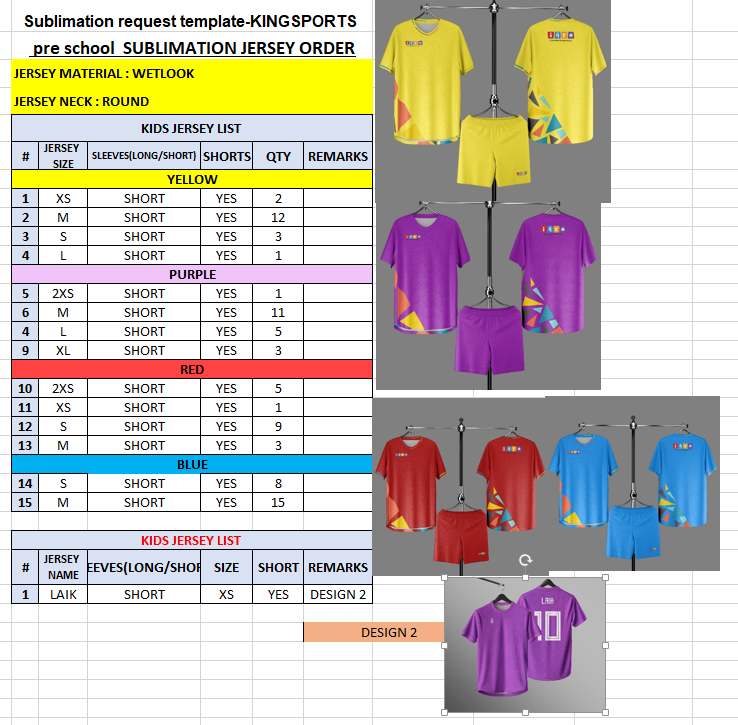 Sublimation request template-KINGSPORTS
pre school SUBLIMATION JERSEY ORDER
JERSEY MATERIAL : WETLOOK
JERSEY NECK : ROUND
KIDS JERSEY LIST
# JERSEY SIZE SLEEVES(LONG/SHORT) SHORTS QTY REMARKS
YELLOW
1 XS SHORT YES 2
2 M SHORT YES 12
3 S SHORT YES 3
4 L SHORT YES 1
PURPLE
5 2XS SHORT YES 1
6 M SHORT YES 11
4 L SHORT YES 5
9 XL SHORT YES 3
RED
10 2XS SHORT YES 5
11 XS SHORT YES 1
12 S SHORT YES 9
13 M SHORT YES 3
BLUE
14 S SHORT YES 8
15 M SHORT YES 15
KIDS JERSEY LIST
# JERSEY NAME EEVES(LONG/SHOR SIZE SHORT REMARKS
1 LAIK SHORT XS YES DESIGN 2
DESIGN 2
LAIK
10